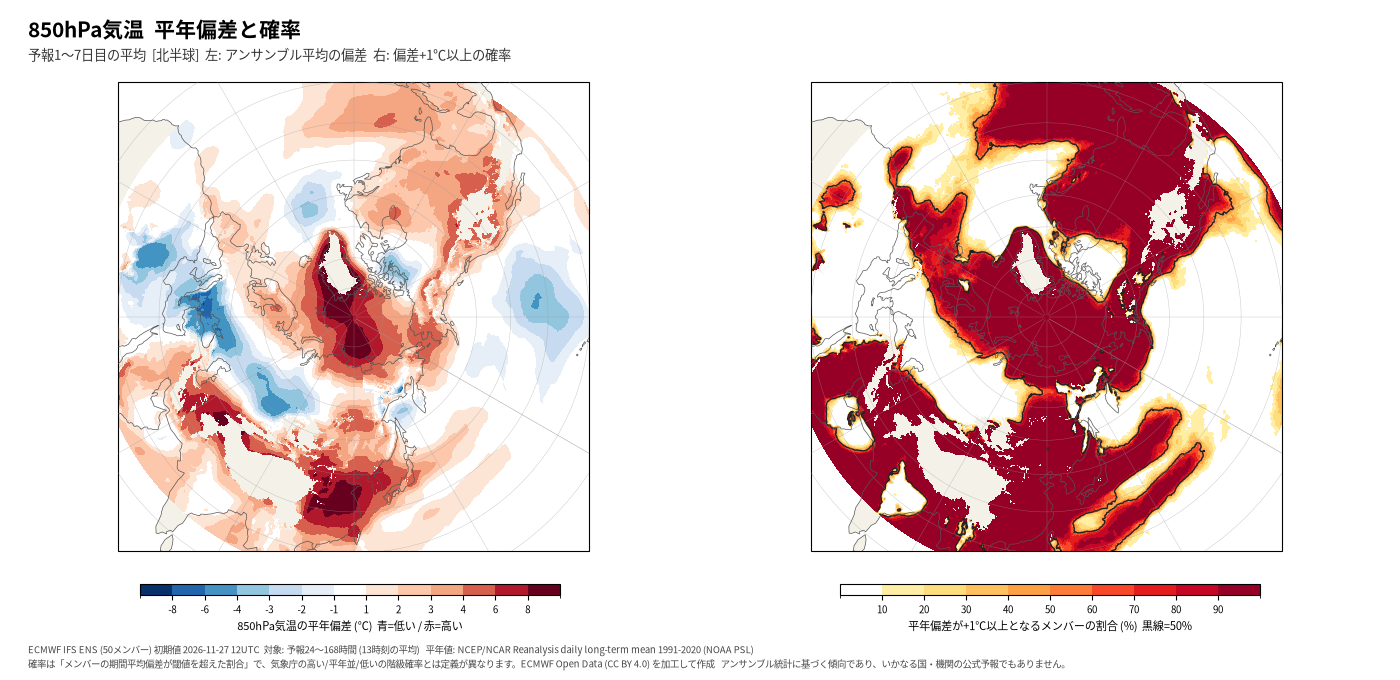 850hPa気温 平年偏差と確率
予報1～7日目の平均 [北半球] 左: アンサンブル平均の偏差 右: 偏差+1℃以上の確率
-8 -6 -4 -3 -2 -1 1 2 3 4 6 8
850hPa気温の平年偏差 (℃) 青=低い / 赤=高い
10 20 30 40 50 60 70 80 90
平年偏差が+1℃以上となるメンバーの割合 (%) 黒線=50%
ECMWF IFS ENS (50メンバー) 初期値 2026-11-27 12UTC 対象: 予報24～168時間 (13時刻の平均) 平年値: NCEP/NCAR Reanalysis daily long-term mean 1991-2020 (NOAA PSL)
確率は「メンバーの期間平均偏差が閾値を超えた割合」で、気象庁の高い/平年並/低いの階級確率とは定義が異なります。ECMWF Open Data (CC BY 4.0) を加工して作成 アンサンブル統計に基づく傾向であり、いかなる国・機関の公式予報でもありません。